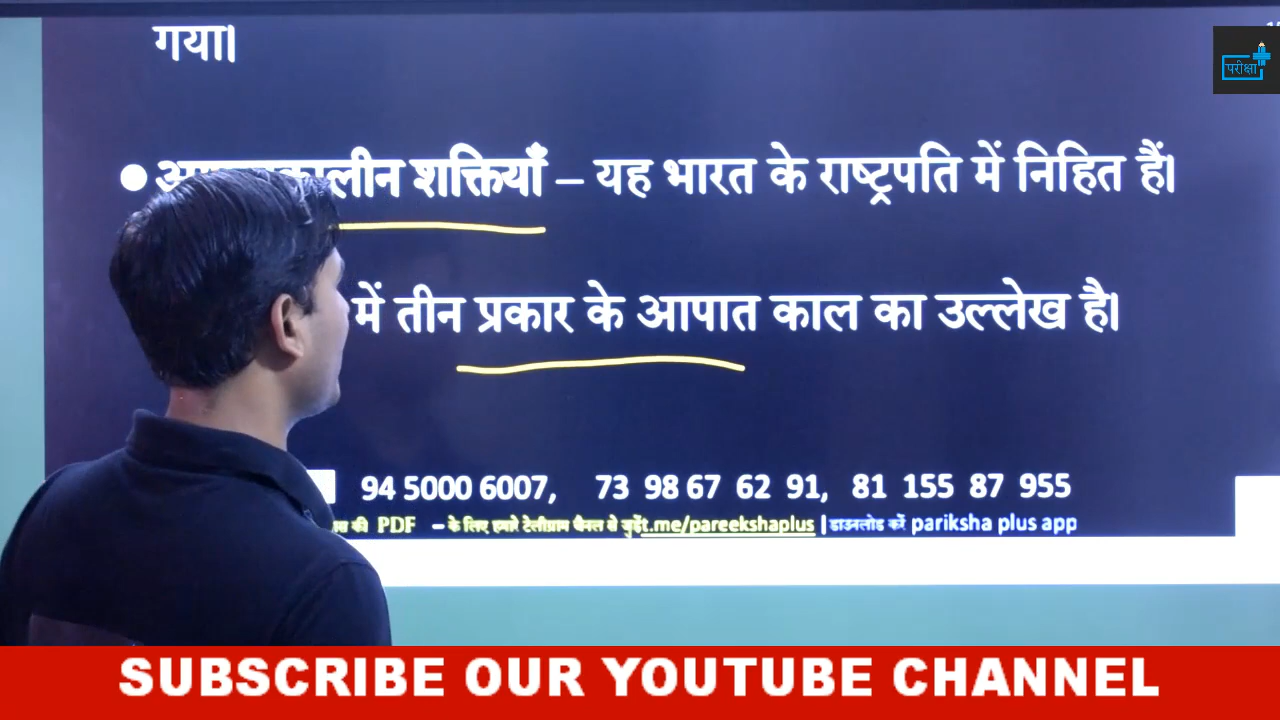 गया।
परीक्षा
शक्तियाँ – यह भारत के राष्ट्रपति में निहित हैं।
में तीन प्रकार के आपात काल का उल्लेख है।
94 5000 6007, 73 98 67 62 91, 81 155 87 955
की PDF – के लिए हमारे टेलीग्राम चैनल से जुड़ें t.me/pareekshaplus | डाउनलोड करें pariksha plus app
SUBSCRIBE OUR YOUTUBE CHANNEL